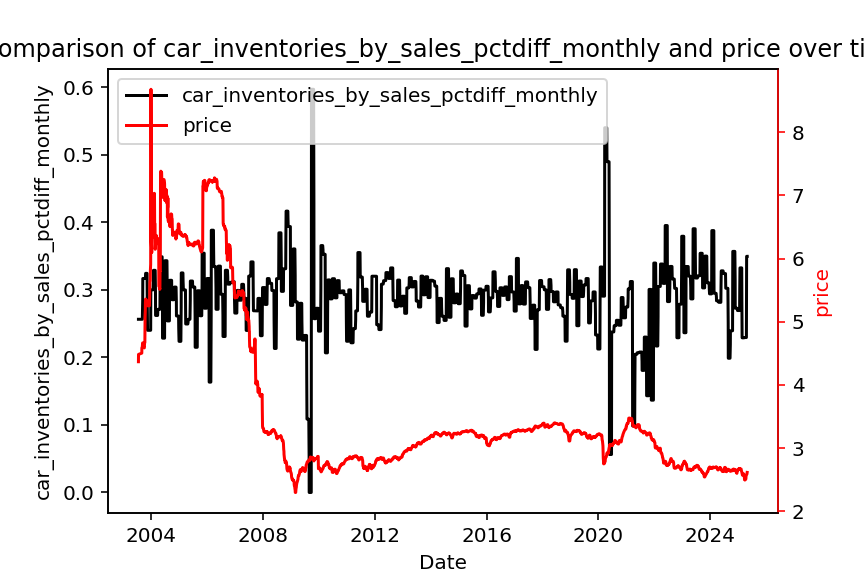 omparison of car_inventories_by_sales_pctdiff_monthly and price over ti
car_inventories_by_sales_pctdiff_monthly
price
car_inventories_by_sales_pctdiff_monthly
0.6
0.5
0.4
0.3
0.2
0.1
0.0
8
7
6
5
4
3
2
price
2004 2008 2012 2016 2020 2024
Date